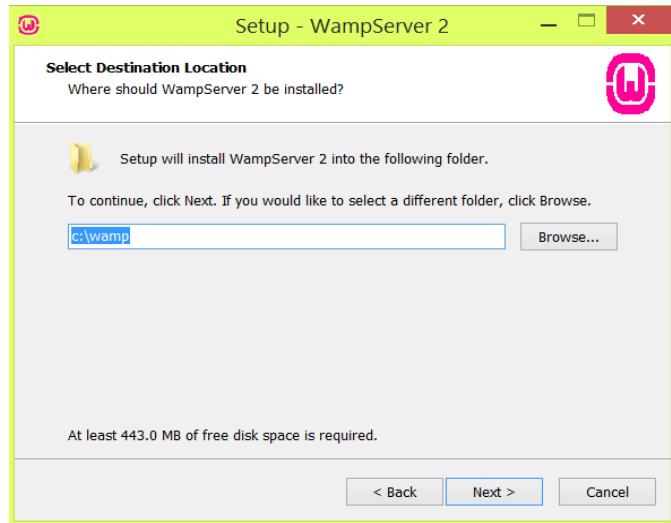 Setup - WampServer 2
Select Destination Location
Where should WampServer 2 be installed?
Setup will install WampServer 2 into the following folder.
To continue, click Next. If you would like to select a different folder, click Browse.
c:\wamp
Browse...
At least 443.0 MB of free disk space is required.
< Back
Next >
Cancel